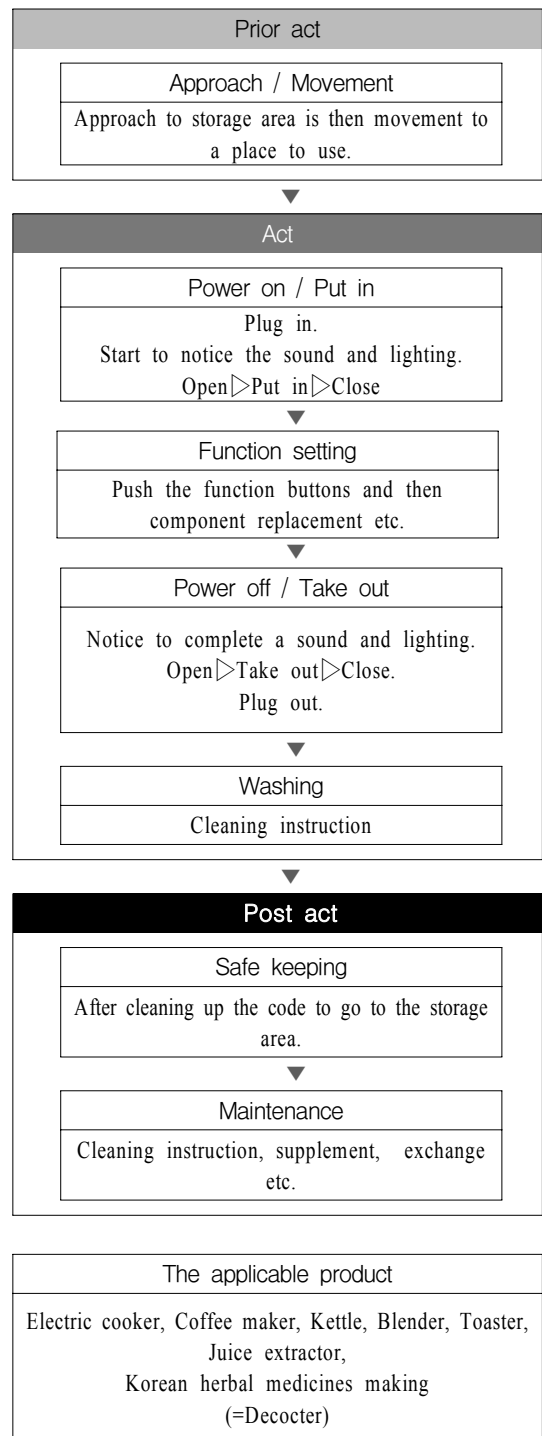 Prior act
Approach / Movement
Approach to storage area is then movement to
a place to use.
▼
Act
Power on / Put in
Plug in.
Start to notice the sound and lighting.
Open▷Put in▷Close
▼
Function setting
Push the function buttons and then
component replacement etc.
▼
Power off / Take out
Notice to complete a sound and lighting.
Open▷Take out▷Close.
Plug out.
▼
Washing
Cleaning instruction
▼
Post act
Safe keeping
After cleaning up the code to go to the storage
area.
▼
Maintenance
Cleaning instruction, supplement, exchange
etc.
The applicable product
Electric cooker, Coffee maker, Kettle, Blender, Toaster,
Juice extractor,
Korean herbal medicines making
(=Decocter)